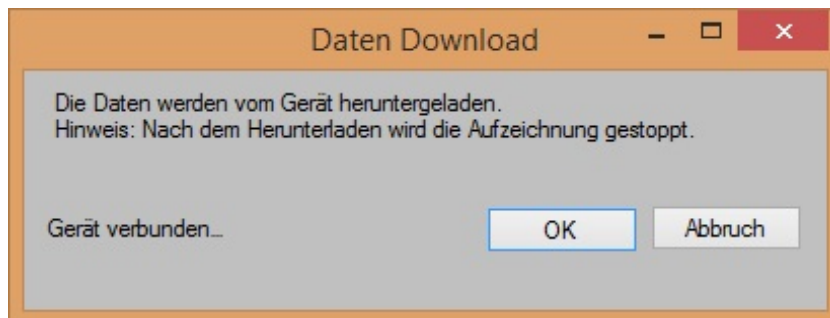 Daten Download
Die Daten werden vom Gerät heruntergeladen.
Hinweis: Nach dem Herunterladen wird die Aufzeichnung gestoppt.
Gerät verbunden...
OK
Abbruch